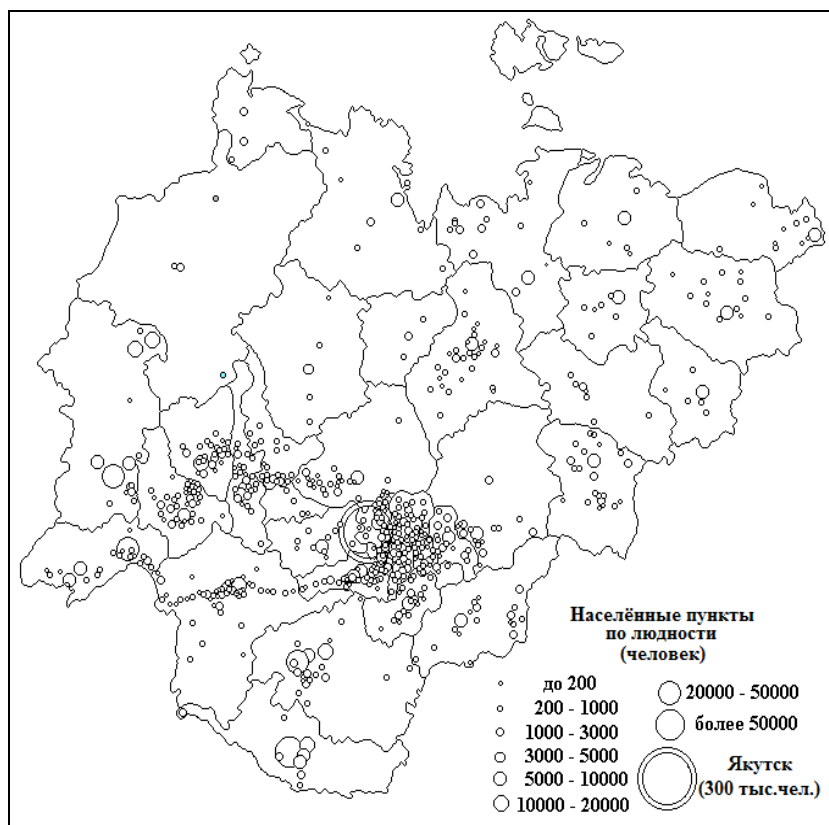 Населённые пункты
по людности
(человек)
до 200
200 - 1000
1000 - 3000
3000 - 5000
5000 - 10000
10000 - 20000
20000 - 50000
более 50000
Якутск
(300 тыс.чел.)